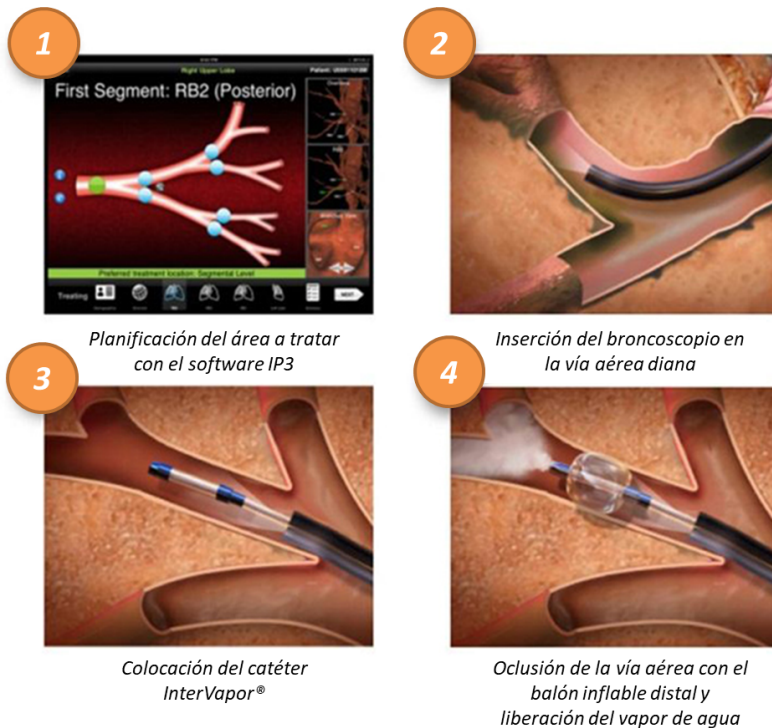 1
Right Upper Lobe
First Segment: RB2 (Posterior)
Preferred treatment location: Segmental Level
Treating
NEXT
Planificación del área a tratar
con el software IP3
2
Inserción del broncoscopio en
la vía aérea diana
3
Colocación del catéter
InterVapor®
4
Oclusión de la vía aérea con el
balón inflable distal y
liberación del vapor de agua